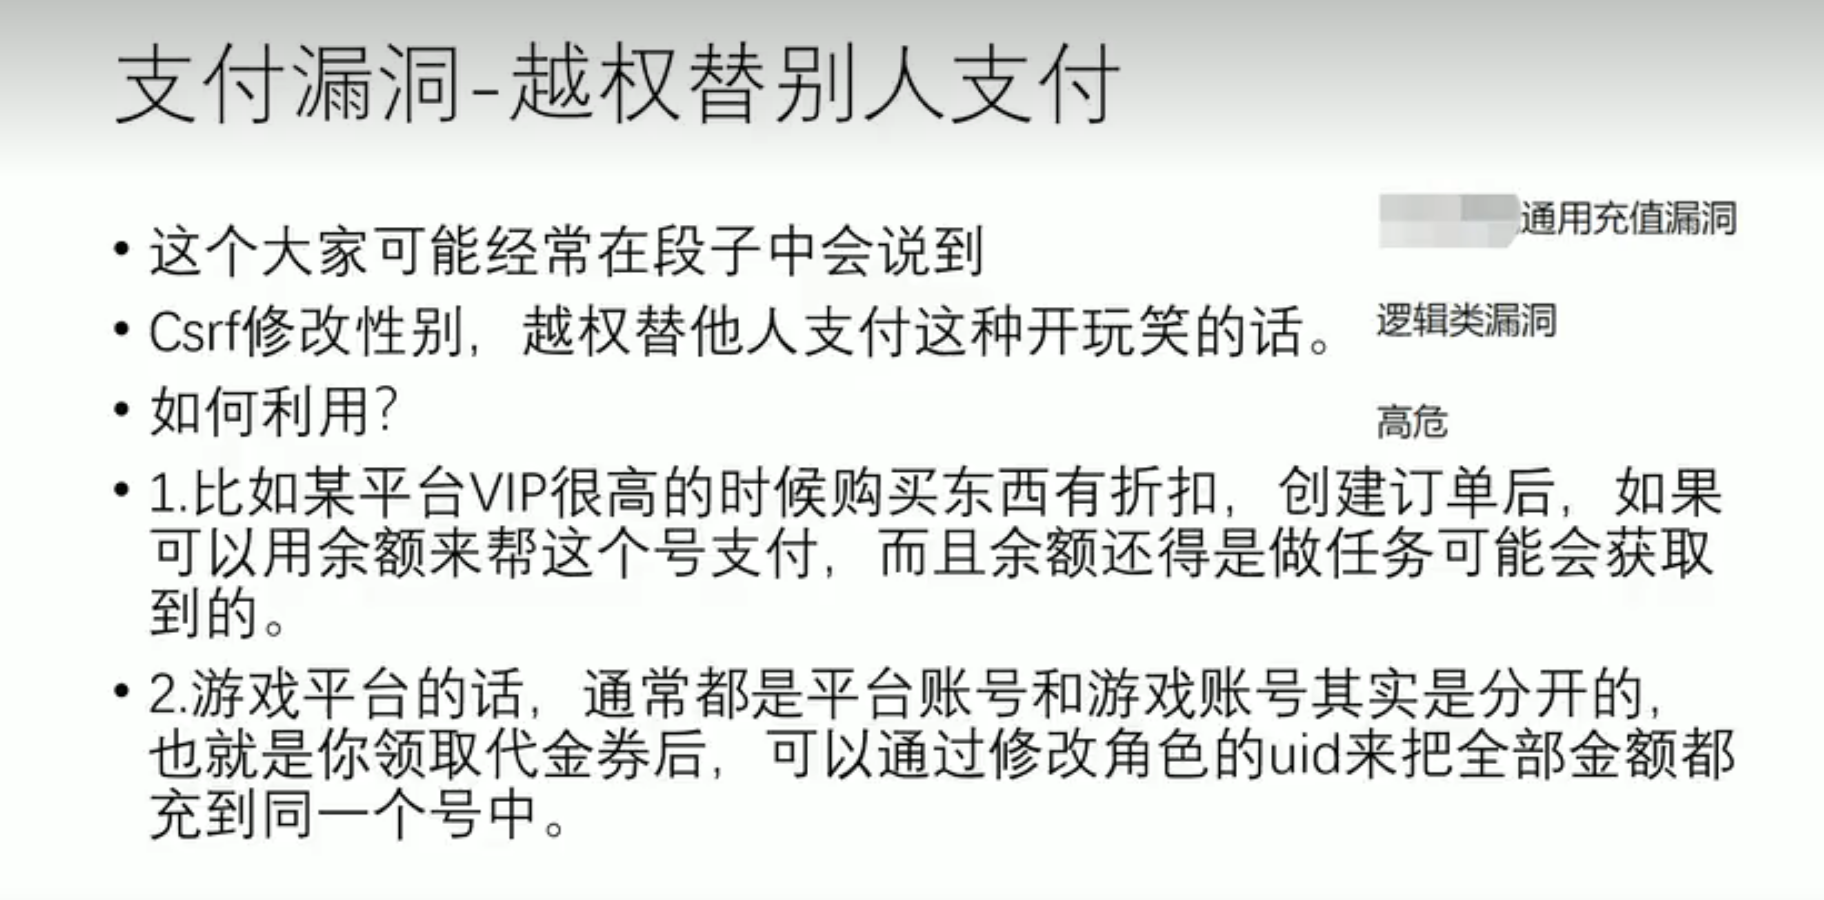 支付漏洞-越权替别人支付
• 这个大家可能经常在段子中会说到
• Csrf修改性别，越权替他人支付这种开玩笑的话。
• 如何利用?
• 1.比如某平台VIP很高的时候购买东西有折扣，创建订单后，如果
可以用余额来帮这个号支付，而且余额还得是做任务可能会获取
到的。
• 2.游戏平台的话，通常都是平台账号和游戏账号其实是分开的，
也就是你领取代金券后，可以通过修改角色的uid来把全部金额都
充到同一个号中。
通用充值漏洞
逻辑类漏洞
高危